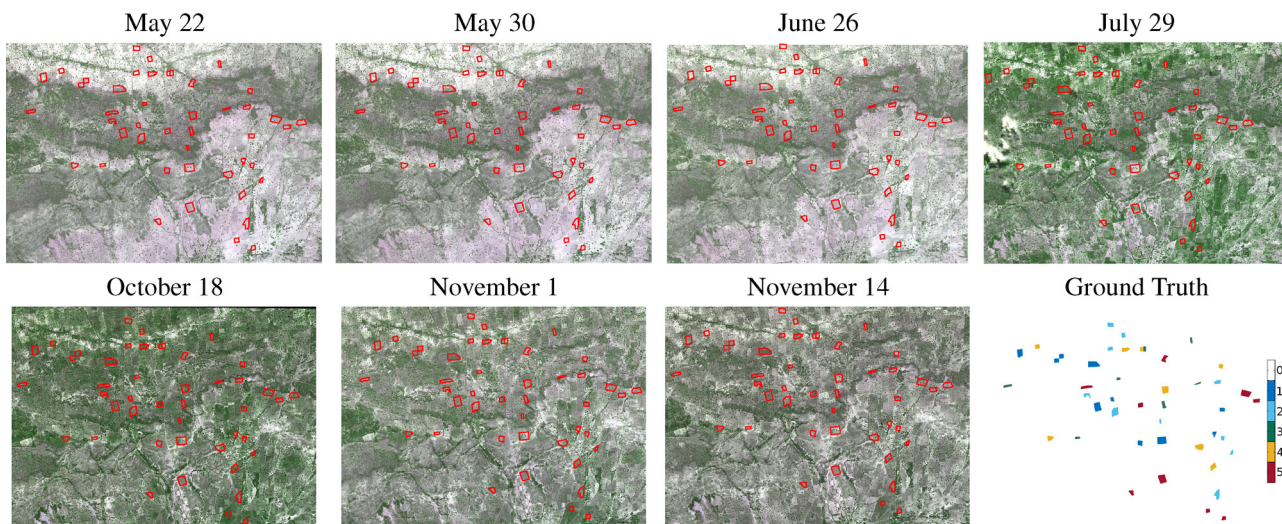 May 22
May 30
June 26
July 29
October 18
November 1
November 14
Ground Truth
0
1
2
3
4
5